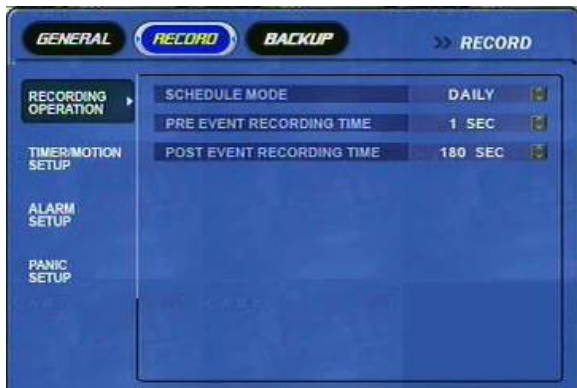 GENERAL RECORD BACKUP >> RECORD
RECORDING
OPERATION
SCHEDULE MODE DAILY
PRE EVENT RECORDING TIME 1 SEC
POST EVENT RECORDING TIME 180 SEC
TIMER/MOTION
SETUP
ALARM
SETUP
PANIC
SETUP